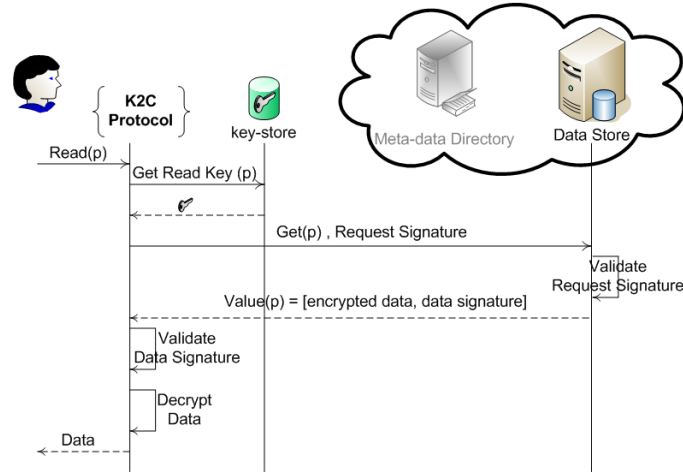 K2C
Protocol
key-store
Meta-data Directory
Data Store
Read(p)
Get Read Key (p)
Get(p) , Request Signature
Validate
Request Signature
Value(p) = [encrypted data, data signature]
Validate
Data Signature
Decrypt
Data
Data